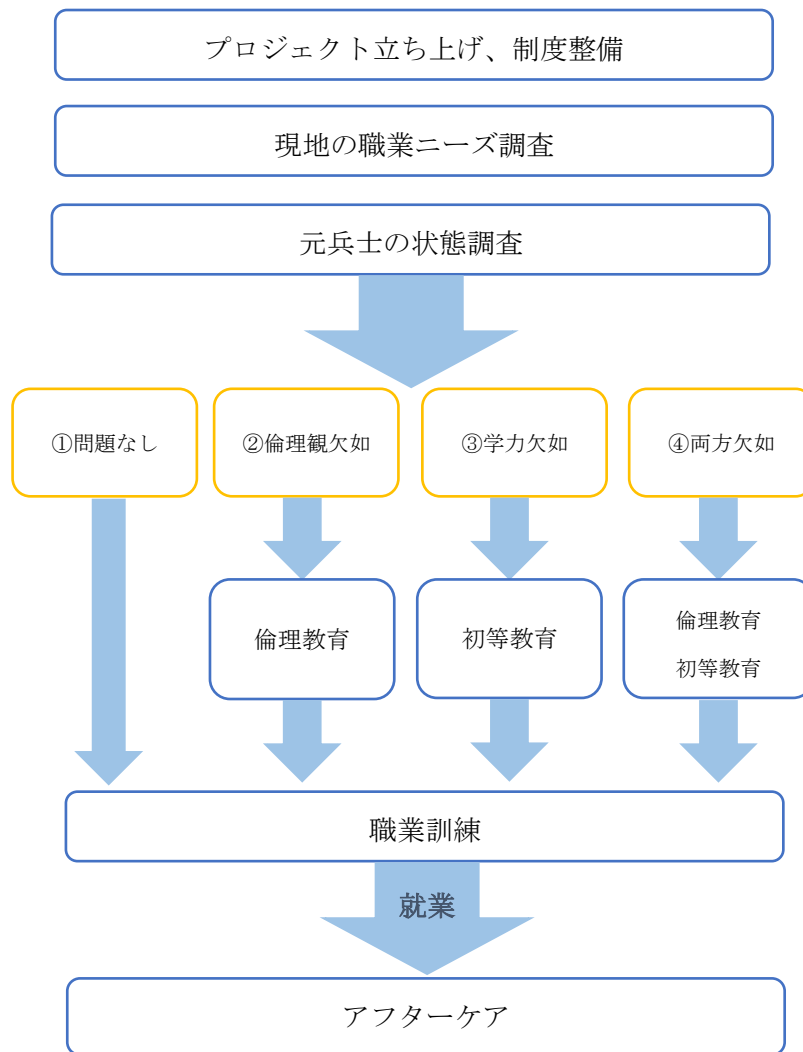 プロジェクト立ち上げ、制度整備
現地の職業ニーズ調査
元兵士の状態調査
①問題なし
②倫理観欠如
③学力欠如
④両方欠如
倫理教育
初等教育
倫理教育
初等教育
職業訓練
就業
アフターケア